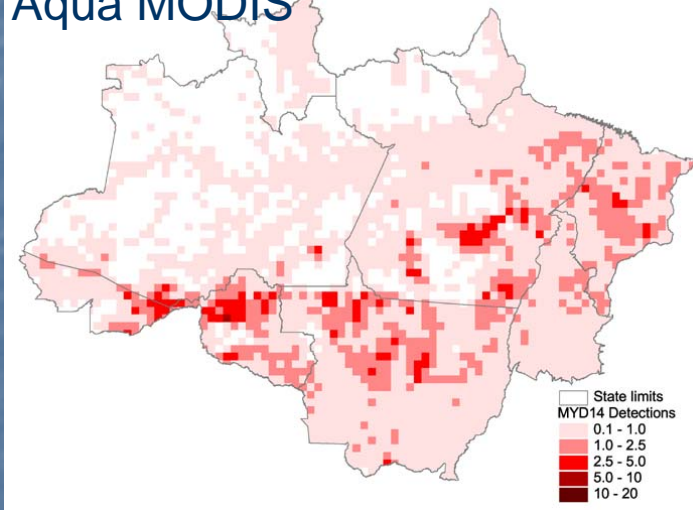 Aqua MODIS
State limits
MYD14 Detections
0.1 - 1.0
1.0 - 2.5
2.5 - 5.0
5.0 - 10
10 - 20